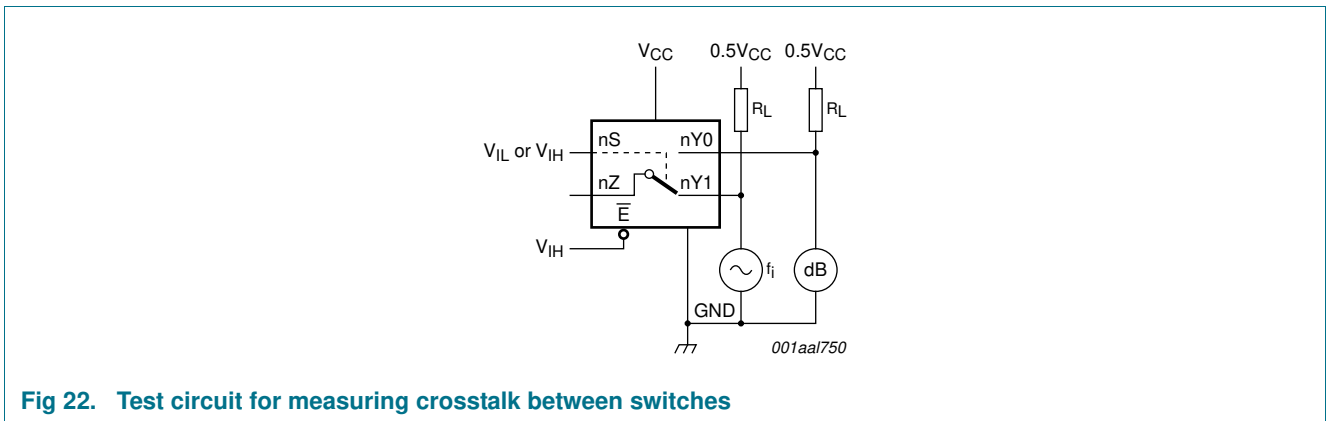 VCC 0.5VCC 0.5VCC
RL RL
nS nY0
VIL or VIH
nZ nY1
E
VIH
fi dB
GND
001aal750
Fig 22. Test circuit for measuring crosstalk between switches